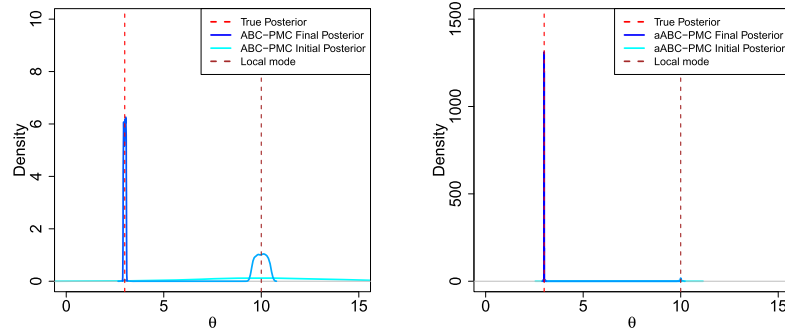 True Posterior
ABC−PMC Final Posterior
ABC−PMC Initial Posterior
Local mode
Density
0
2
4
6
8
10
0
5
10
15
θ
True Posterior
aABC−PMC Final Posterior
aABC−PMC Initial Posterior
Local mode
Density
0
500
1000
1500
0
5
10
15
θ